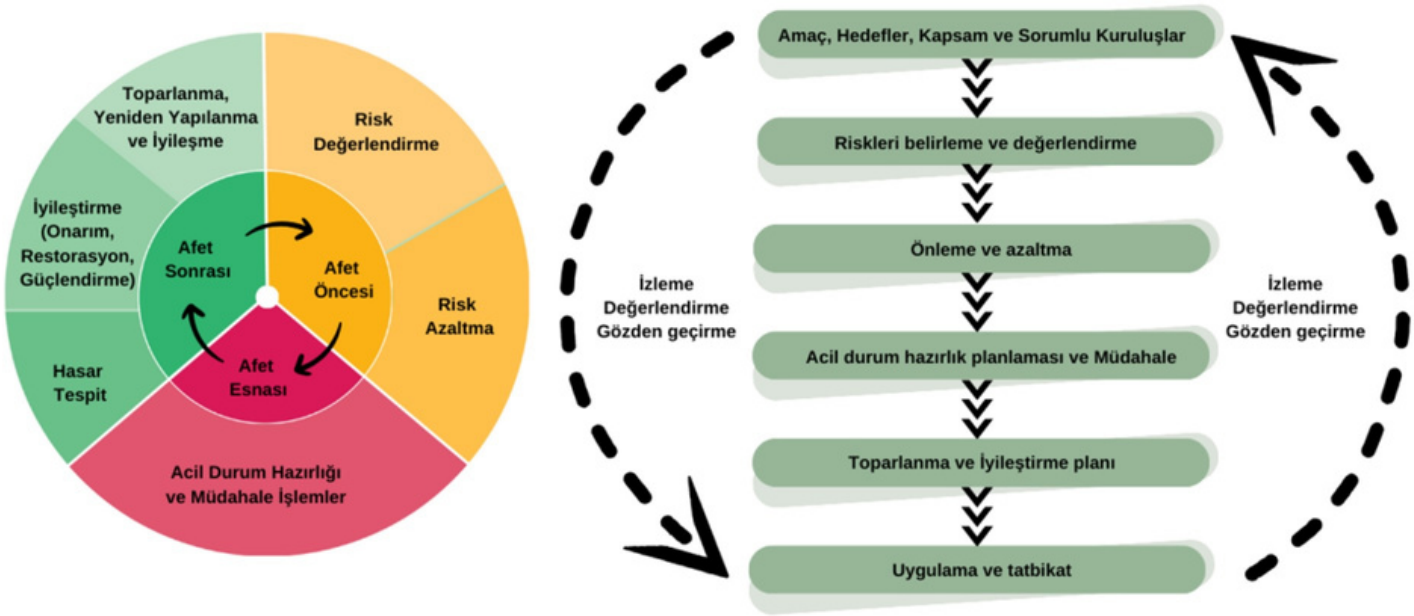 Toparlanma,
Yeniden Yapılanma
ve İyileşme
Risk
Değerlendirme
İyileştirme
(Onarım,
Restorasyon,
Güçlendirme)
Afet
Sonrası
Afet
Öncesi
Risk
Azaltma
Hasar
Tespit
Afet
Esnası
Acil Durum Hazırlığı
ve Müdahale İşlemler
Amaç, Hedefler, Kapsam ve Sorumlu Kuruluşlar
Riskleri belirleme ve değerlendirme
Önleme ve azaltma
Acil durum hazırlık planlaması ve Müdahale
Toparlanma ve İyileştirme planı
Uygulama ve tatbikat
İzleme
Değerlendirme
Gözden geçirme
İzleme
Değerlendirme
Gözden geçirme